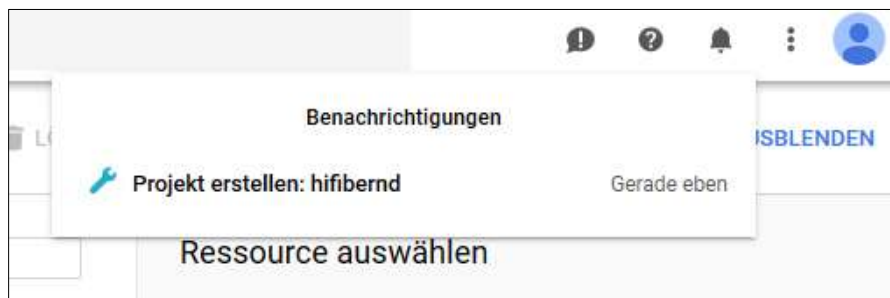 Benachrichtigungen
Projekt erstellen: hifibernd Gerade eben
Ressource auswählen